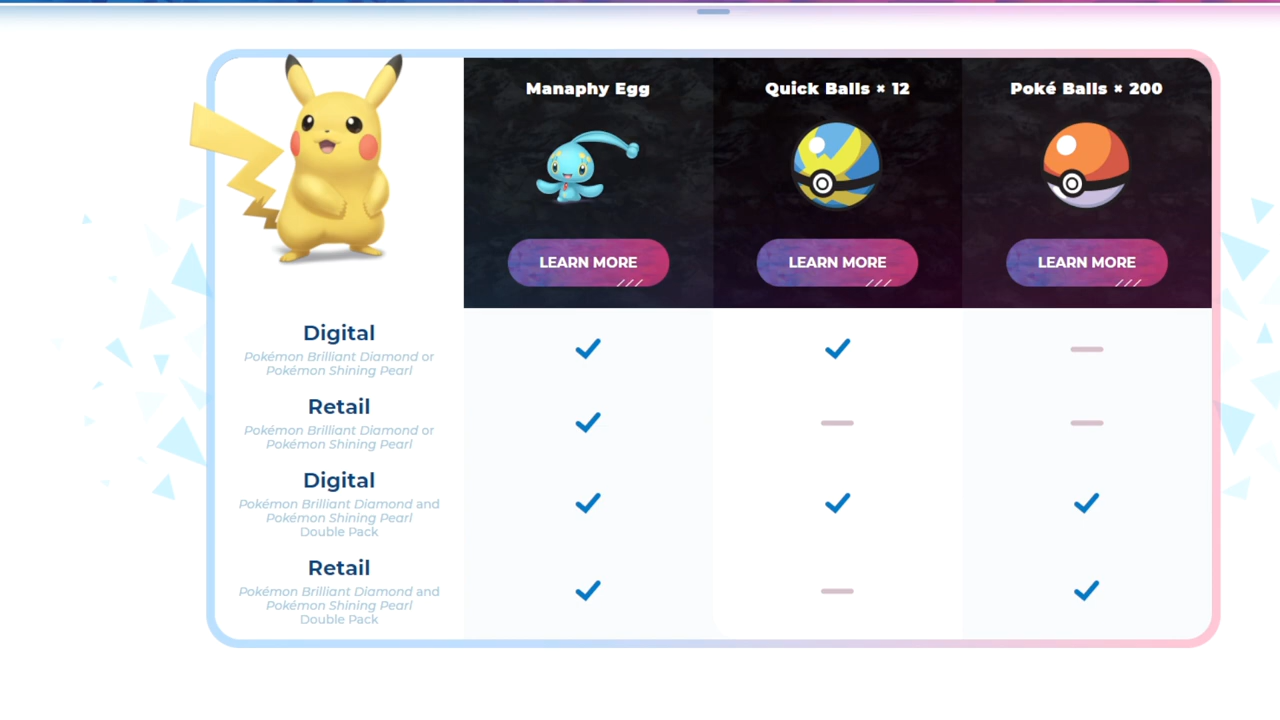 Manaphy Egg
Quick Balls × 12
Poké Balls × 200
LEARN MORE
LEARN MORE
LEARN MORE
Digital
Pokémon Brilliant Diamond or
Pokémon Shining Pearl
Retail
Pokémon Brilliant Diamond or
Pokémon Shining Pearl
Digital
Pokémon Brilliant Diamond and
Pokémon Shining Pearl
Double Pack
Retail
Pokémon Brilliant Diamond and
Pokémon Shining Pearl
Double Pack